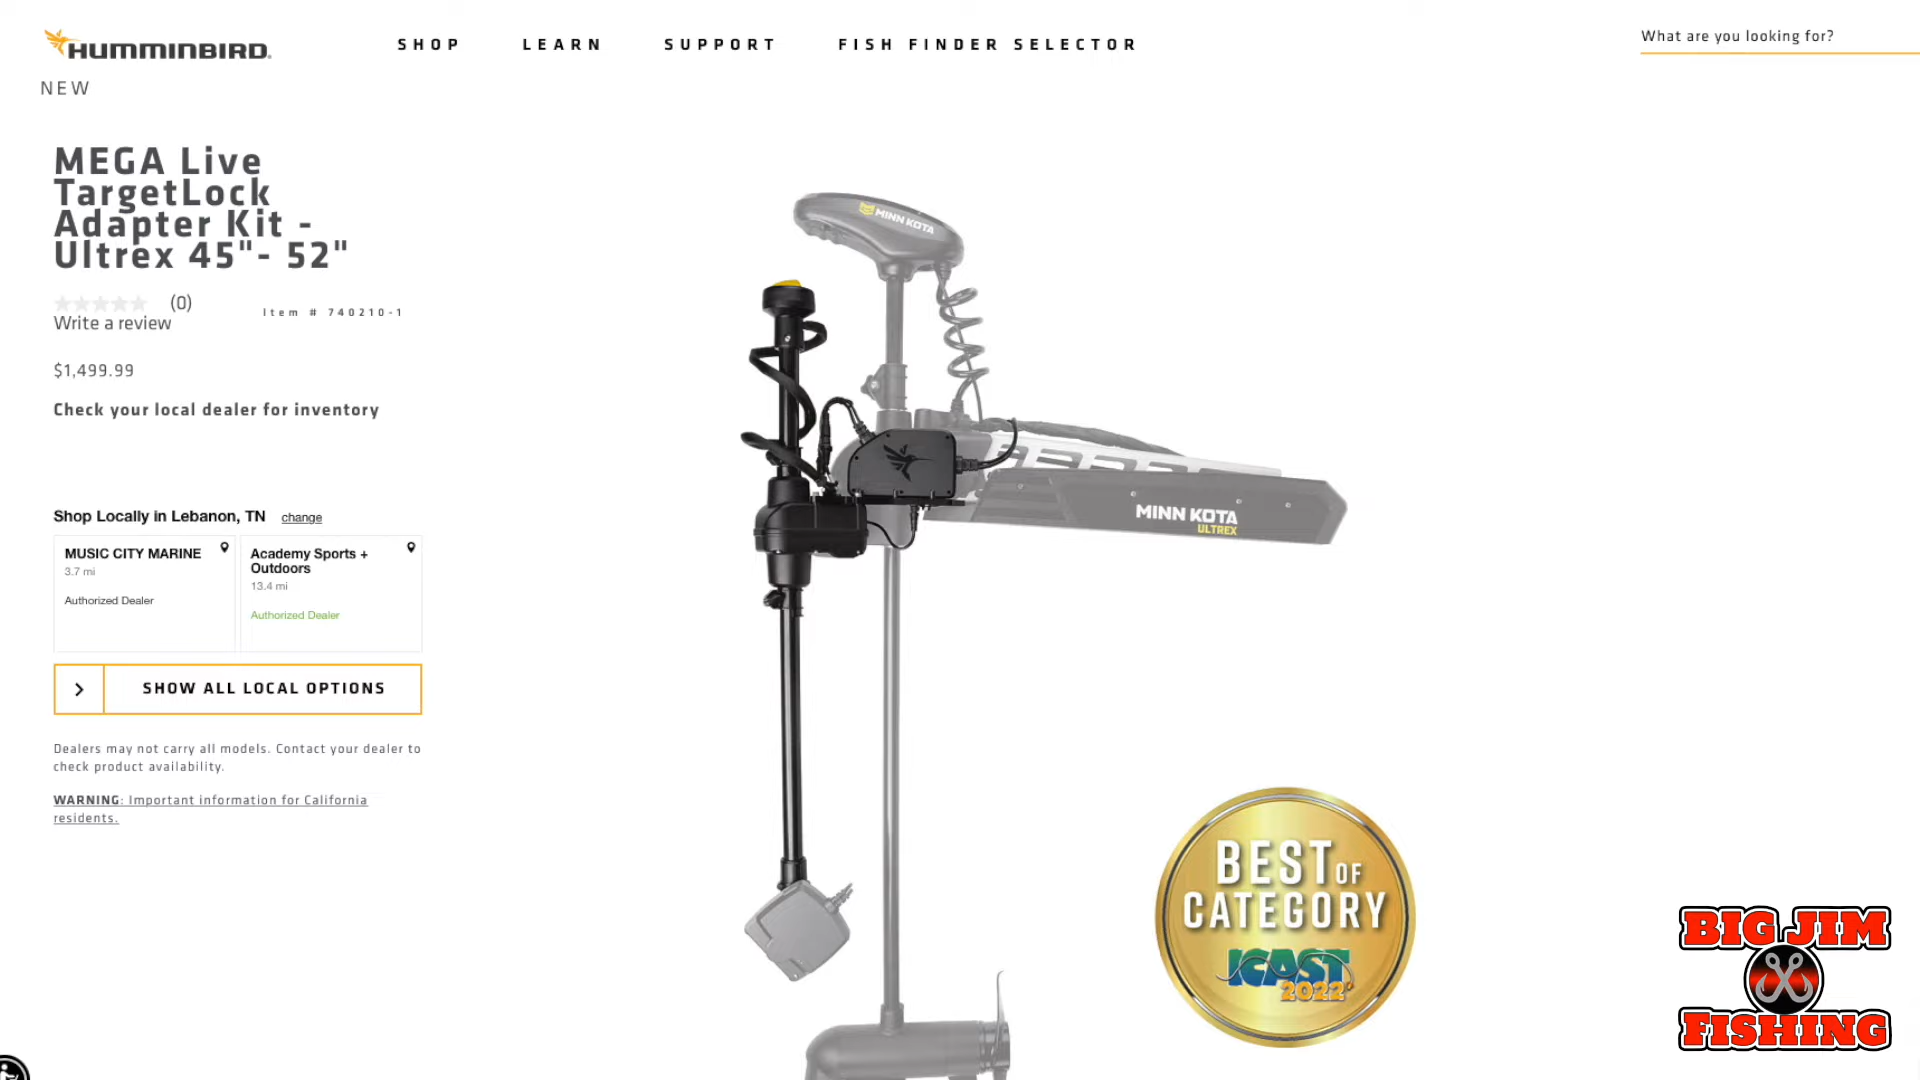 HUMMINBIRD.
SHOP
LEARN
SUPPORT
FISH FINDER SELECTOR
What are you looking for?
NEW
MEGA Live
TargetLock
Adapter Kit -
Ultrex 45"- 52"
(0)
Write a review
Item # 740210-1
$1,499.99
Check your local dealer for inventory
Shop Locally in Lebanon, TN change
MUSIC CITY MARINE
3.7 mi
Authorized Dealer
Academy Sports +
Outdoors
13.4 mi
Authorized Dealer
SHOW ALL LOCAL OPTIONS
Dealers may not carry all models. Contact your dealer to
check product availability.
WARNING: Important information for California
residents.
MINN KOTA
MINN KOTA
ULTREX
BEST OF
CATEGORY
ICAST
2022
BIG JIM
FISHING